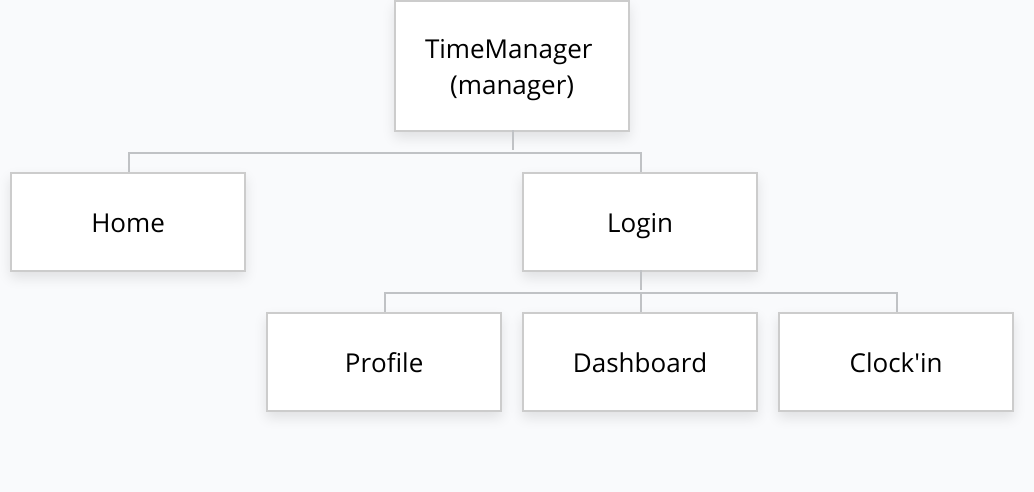 TimeManager
(manager)
Home
Login
Profile
Dashboard
Clock'in